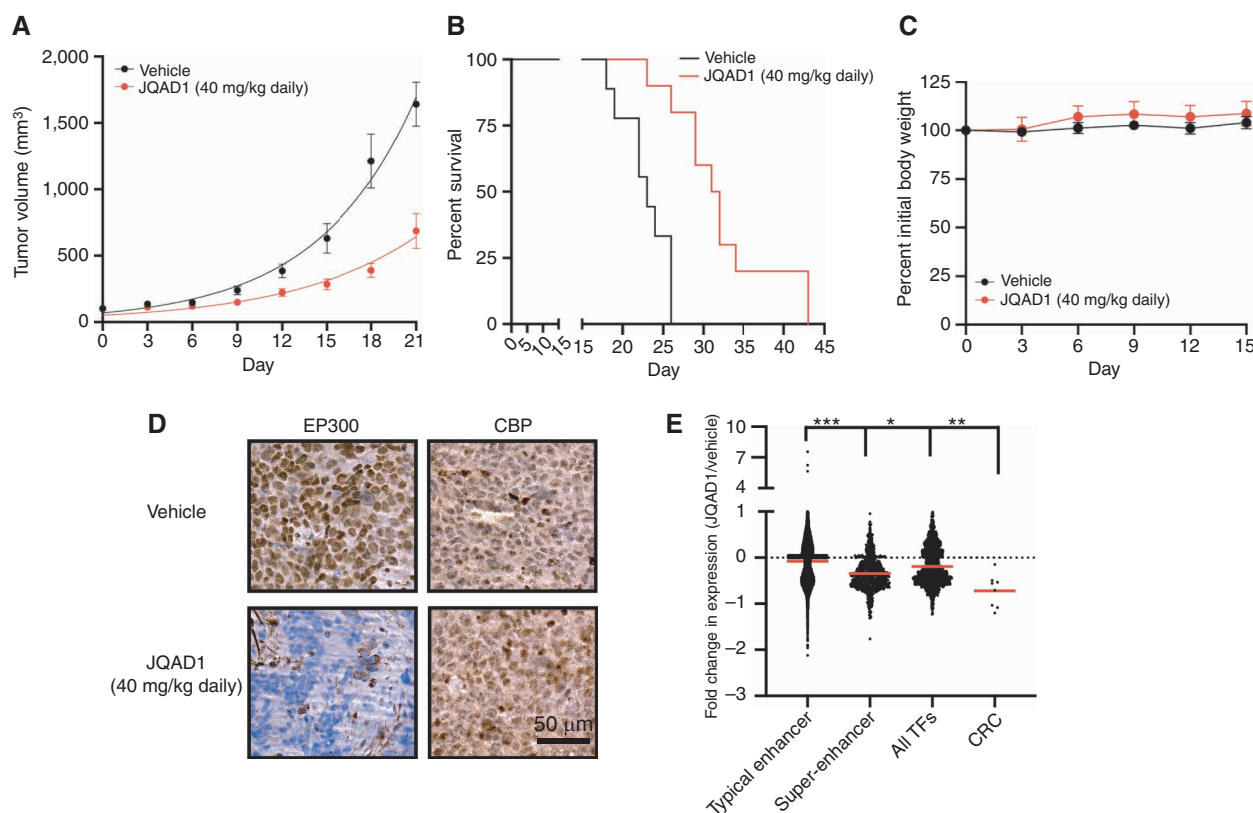 A
2,000
1,500
1,000
500
0
Tumor volume (mm³)
Vehicle
JQAD1 (40 mg/kg daily)
0 3 6 9 12 15 18 21
Day
B
100
75
50
25
0
Percent survival
Vehicle
JQAD1 (40 mg/kg daily)
0 5 10 15 15 20 25 30 35 40 45
Day
C
125
100
75
50
25
0
Percent initial body weight
Vehicle
JQAD1 (40 mg/kg daily)
0 3 6 9 12 15
Day
D
EP300 CBP
Vehicle
JQAD1
(40 mg/kg daily)
50 µm
E
*** * **
10
7
4
1
0
–1
–2
–3
Fold change in expression (JQAD1/vehicle)
Typical enhancer
Super-enhancer
All TFs
CRC